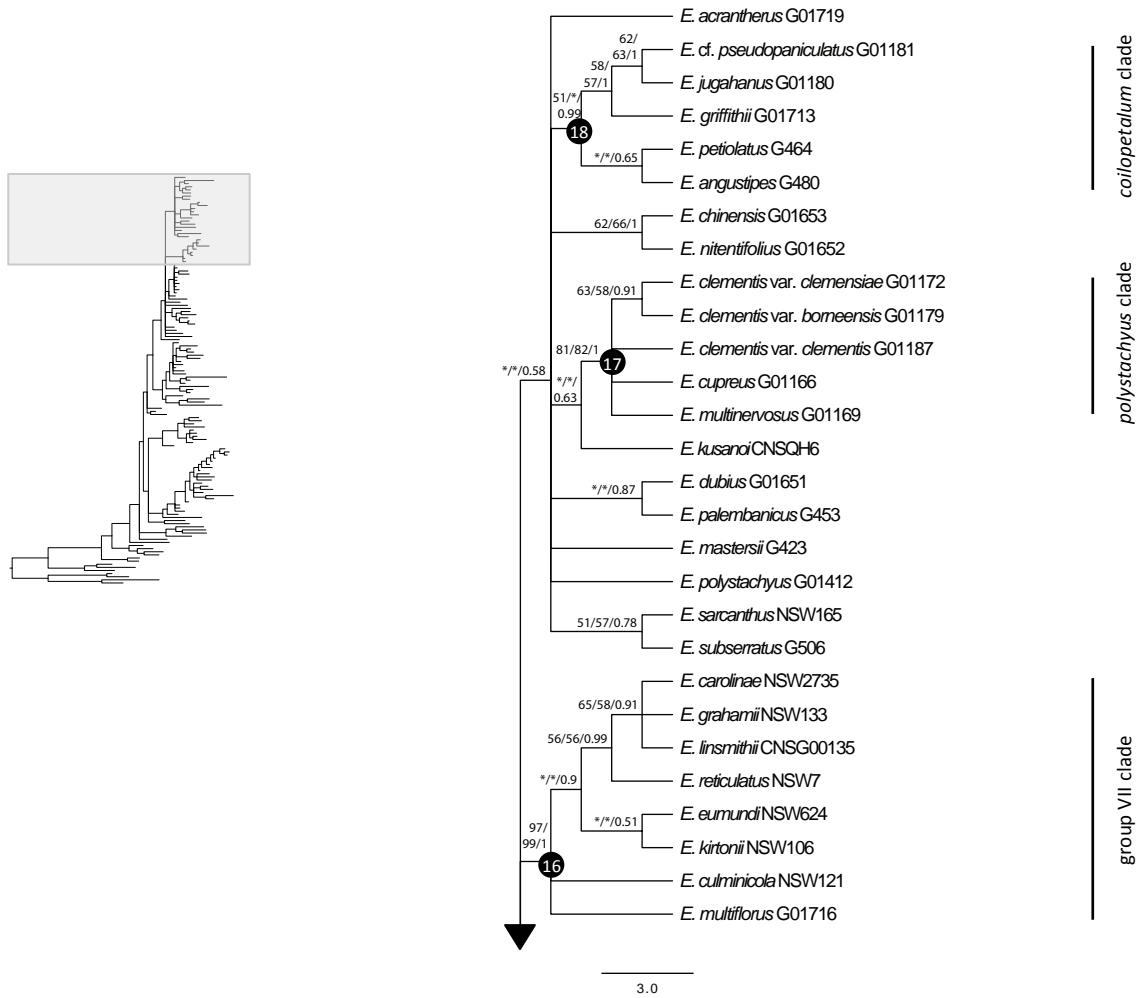 E. acrantherus G01719
62/
63/1
E. cf. pseudopaniculatus G01181
58/
57/1
E. jugahanus G01180
51/*/
0.99
E. griffithii G01713
18
*/*/0.65
E. petiolatus G464
E. angustipes G480
coilopetalum clade
62/66/1
E. chinensis G01653
E. nitentifolius G01652
63/58/0.91
E. clementis var. clemensiae G01172
E. clementis var. borneensis G01179
81/82/1
17
E. clementis var. clementis G01187
*/*/0.58
*/*/
0.63
E. cupreus G01166
E. multinervosus G01169
polystachyus clade
E. kusanoi CNSQH6
*/*/0.87
E. dubius G01651
E. palembanicus G453
E. mastersii G423
E. polystachyus G01412
51/57/0.78
E. sarcanthus NSW165
E. subserratus G506
65/58/0.91
E. carolinae NSW2735
E. grahamii NSW133
56/56/0.99
E. linsmithii CNSG00135
*/*/0.9
E. reticulatus NSW7
*/*/0.51
E. eumundi NSW624
97/
99/1
E. kirtonii NSW106
16
E. culminicola NSW121
E. multiflorus G01716
group VII clade
3.0